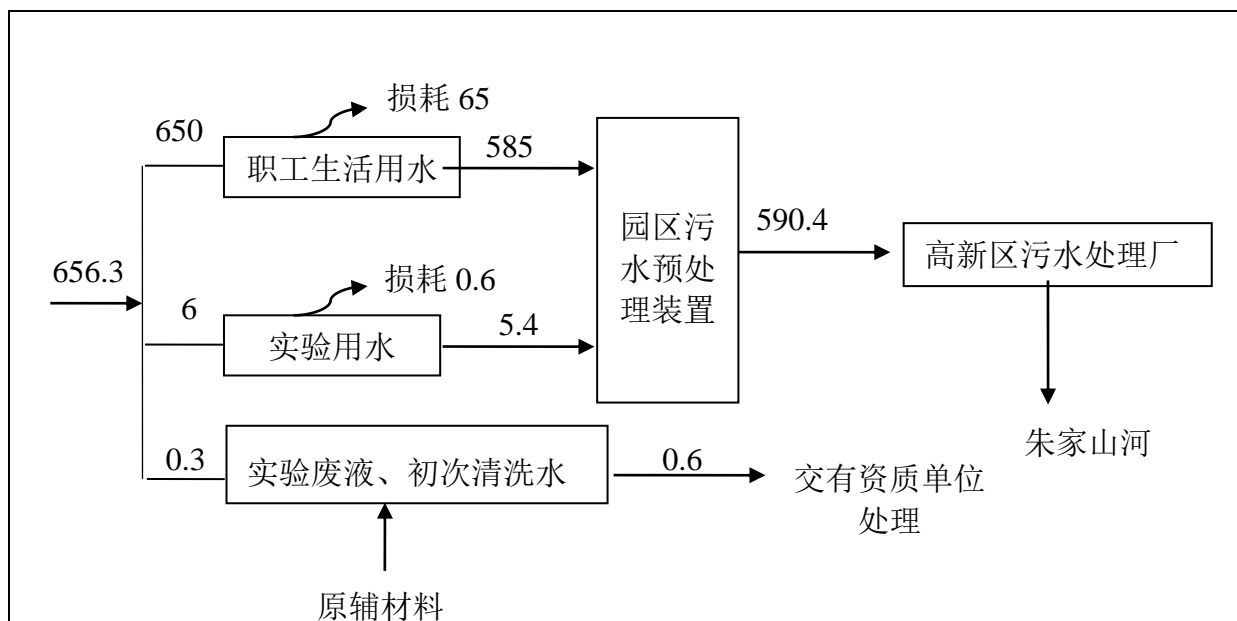 损耗 65
650
职工生活用水
585
园区污
水预处
理装置
590.4
高新区污水处理厂
656.3
损耗 0.6
6
实验用水
5.4
朱家山河
0.3
实验废液、初次清洗水
0.6
交有资质单位
处理
原辅材料